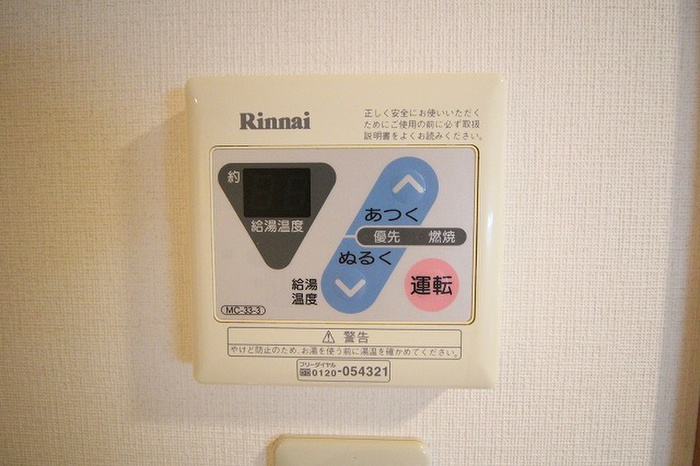 Rinnai
正しく安全にお使いいただく
ためにご使用の前に必ず取扱
説明書をよくお読みください。
約
給湯温度
あつく
優先 燃焼
ぬるく
給湯
温度
運転
MC-33-3
⚠ 警告
やけど防止のため、お湯を使う前に湯温を確かめてください。
フリーダイヤル
0120-054321